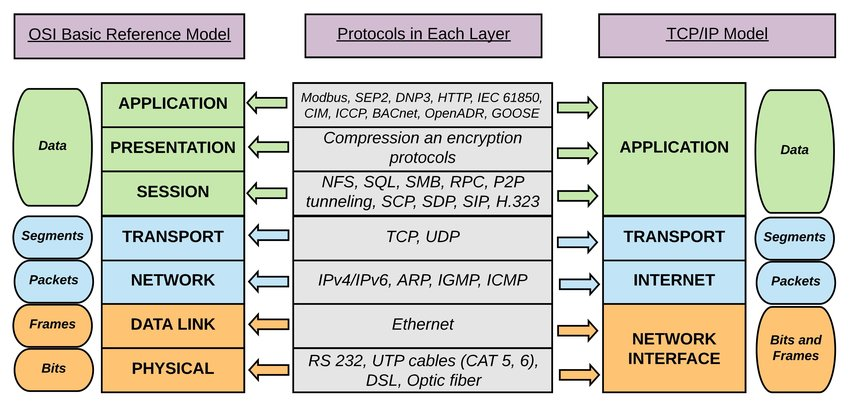 OSI Basic Reference Model
Protocols in Each Layer
TCP/IP Model
Data
APPLICATION
Modbus, SEP2, DNP3, HTTP, IEC 61850,
CIM, ICCP, BACnet, OpenADR, GOOSE
APPLICATION
Data
PRESENTATION
Compression an encryption
protocols
SESSION
NFS, SQL, SMB, RPC, P2P
tunneling, SCP, SDP, SIP, H.323
Segments
TRANSPORT
TCP, UDP
TRANSPORT
Segments
Packets
NETWORK
IPv4/IPv6, ARP, IGMP, ICMP
INTERNET
Packets
Frames
DATA LINK
Ethernet
NETWORK
INTERFACE
Bits and
Frames
Bits
PHYSICAL
RS 232, UTP cables (CAT 5, 6),
DSL, Optic fiber